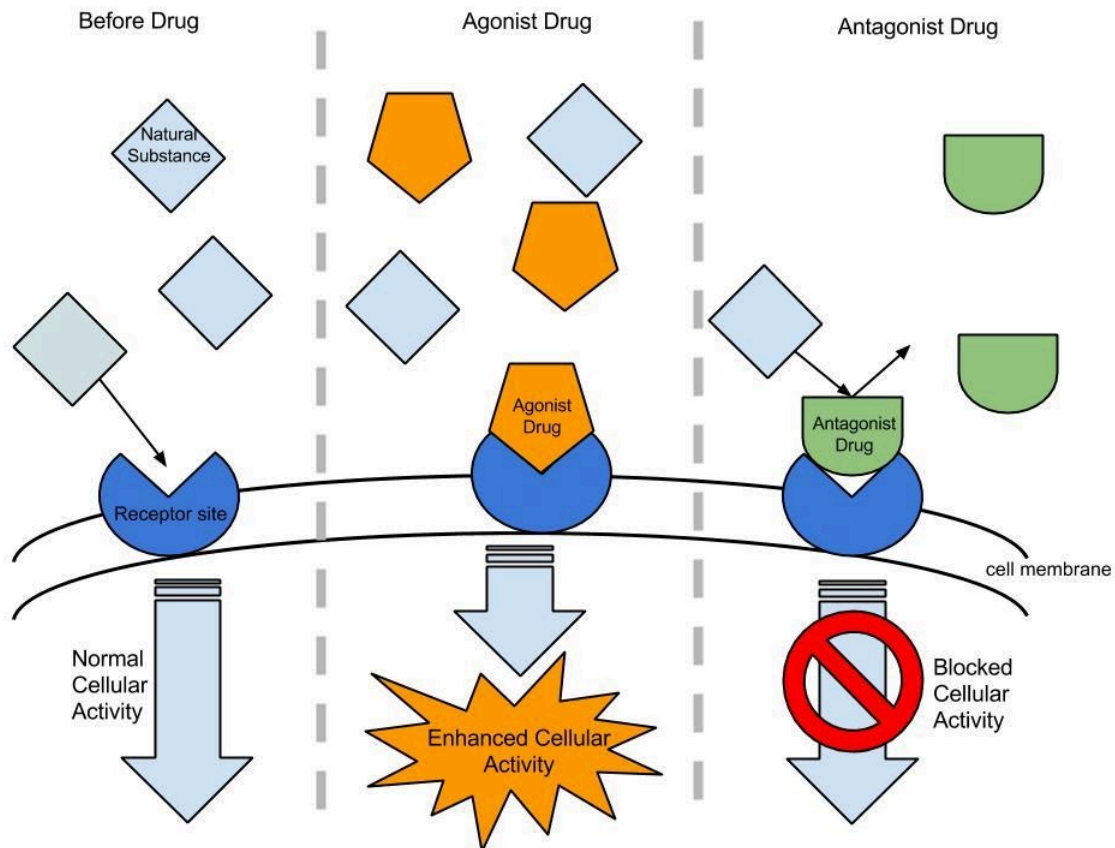 Before Drug
Agonist Drug
Antagonist Drug
Natural
Substance
Agonist
Drug
Antagonist
Drug
Receptor site
cell membrane
Normal
Cellular
Activity
Enhanced Cellular
Activity
Blocked
Cellular
Activity